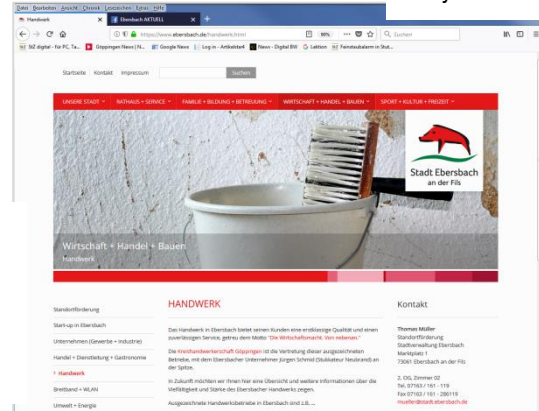 Datei Bearbeiten Ansicht Chronik Lesezeichen Extras Hilfe
Handwerk
Ebersbach AKTUELL
https://www.ebersbach.de/handwerk.html
90%
Suchen
StZ digital - für PC, Ta...
Göppingen News | N...
Google News
Log in - Artikelstar4
News - Digital BW
Lektion
Feinstaubalarm in Stut...
Startseite Kontakt Impressum
Suchen
UNSERE STADT
RATHAUS + SERVICE
FAMILIE + BILDUNG + BETREUUNG
WIRTSCHAFT + HANDEL + BAUEN
SPORT + KULTUR + FREIZEIT
Stadt Ebersbach
an der Fils
Wirtschaft + Handel + Bauen
Handwerk
Standortförderung
Start-up in Ebersbach
Unternehmen (Gewerbe + Industrie)
Handel + Dienstleitung + Gastronomie
Handwerk
Breitband + WLAN
Umwelt + Energie
HANDWERK
Das Handwerk in Ebersbach bietet seinen Kunden eine erstklassige Qualität und einen
zuverlässigen Service, getreu dem Motto "Die Wirtschaftsmacht. Von nebenan."
Die Kreishandwerkerschaft Göppingen ist die Vertretung dieser ausgezeichneten
Betriebe, mit dem Ebersbacher Unternehmer Jürgen Schmid (Stukkateur Neubrand) an
der Spitze.
In Zukunft möchten wir Ihnen hier eine Übersicht und weitere Informationen über die
Vielfältigkeit und Stärke des Ebersbacher Handwerks zeigen.
Ausgezeichnete Handwerksbetriebe in Ebersbach sind z.B. ...
Kontakt
Thomas Müller
Standortförderung
Stadtverwaltung Ebersbach
Marktplatz 1
73061 Ebersbach an der Fils
2. OG, Zimmer 02
Tel. 07163 / 161 - 119
Fax 07163 / 161 - 286119
mueller@stadt.ebersbach.de